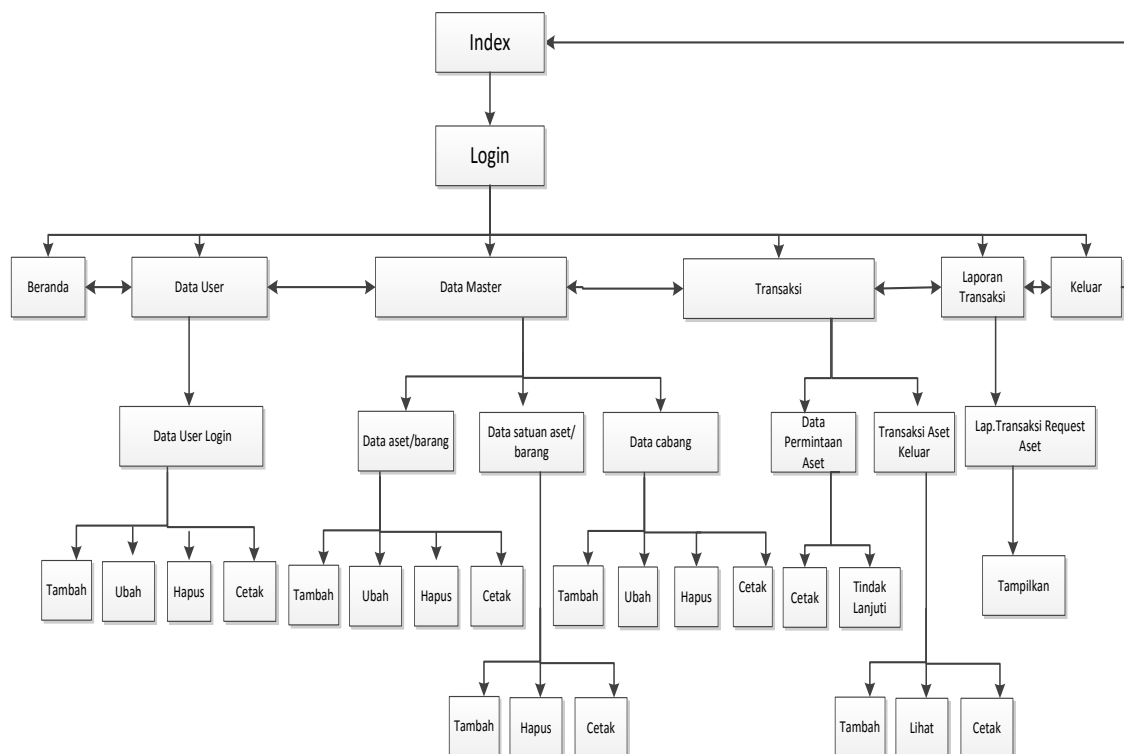 Index
Login
Beranda
Data User
Data Master
Transaksi
Laporan
Transaksi
Keluar
Data User Login
Data aset/barang
Data satuan aset/
barang
Data cabang
Data
Permintaan
Aset
Transaksi Aset
Keluar
Lap.Transaksi Request
Aset
Tambah
Ubah
Hapus
Cetak
Tambah
Ubah
Hapus
Cetak
Tambah
Ubah
Hapus
Cetak
Cetak
Tindak
Lanjuti
Tampilkan
Tambah
Hapus
Cetak
Tambah
Lihat
Cetak